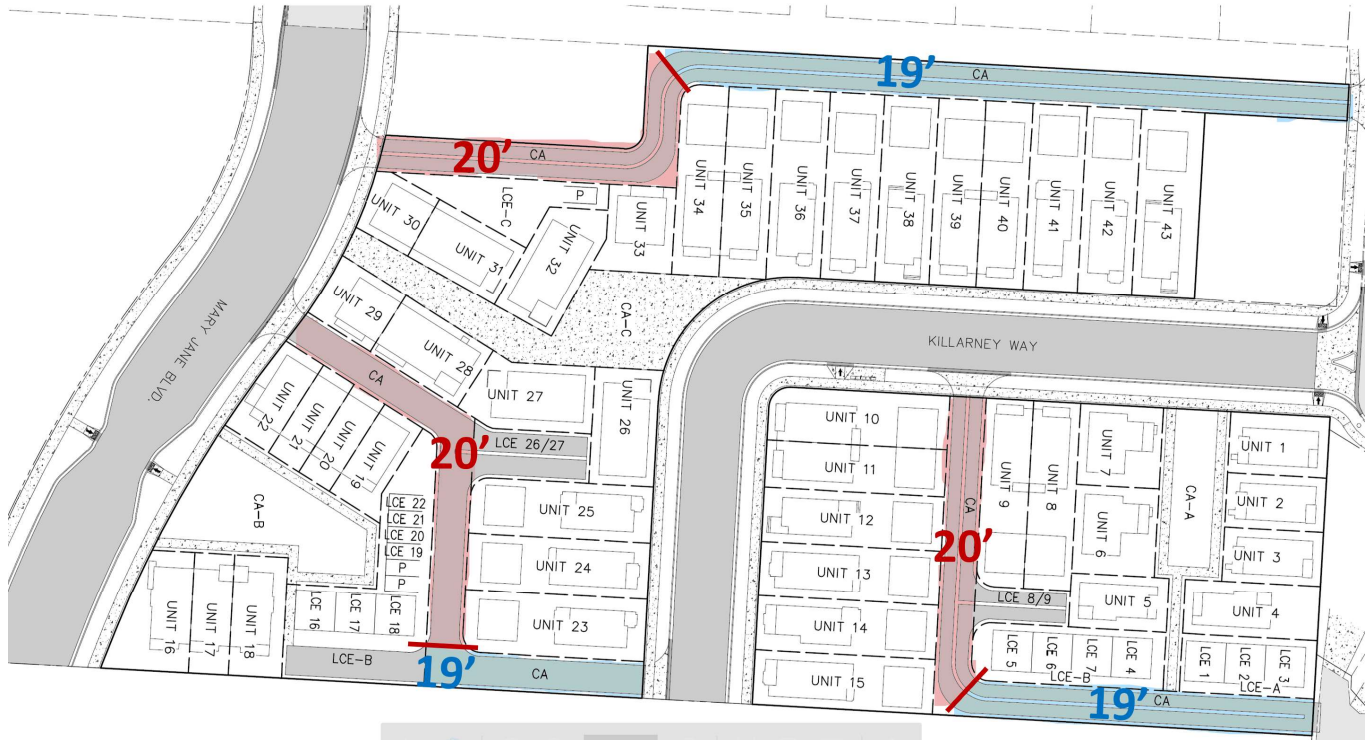 19’
CA
20’
CA
LCE-C
P
UNIT 30
UNIT 31
UNIT 32
UNIT 33
UNIT 34
UNIT 35
UNIT 36
UNIT 37
UNIT 38
UNIT 39
UNIT 40
UNIT 41
UNIT 42
UNIT 43
MARY JANE BLVD.
UNIT 29
UNIT 28
CA-C
KILLARNEY WAY
CA
UNIT 27
UNIT 26
UNIT 22
UNIT 21
UNIT 20
UNIT 19
20’
LCE 26/27
UNIT 10
UNIT 11
UNIT 12
UNIT 13
UNIT 14
UNIT 15
CA
20’
UNIT 9
UNIT 8
UNIT 7
UNIT 6
UNIT 5
LCE 8/9
CA-A
UNIT 1
UNIT 2
UNIT 3
UNIT 4
CA-B
LCE 22
LCE 21
LCE 20
LCE 19
P
P
UNIT 25
UNIT 24
UNIT 23
UNIT 16
UNIT 17
UNIT 18
LCE 16
LCE 17
LCE 18
LCE-B
19’
CA
LCE 5
LCE 6
LCE 7
LCE 4
LCE-B
LCE 1
LCE 2
LCE 3
LCE-A
19’
CA